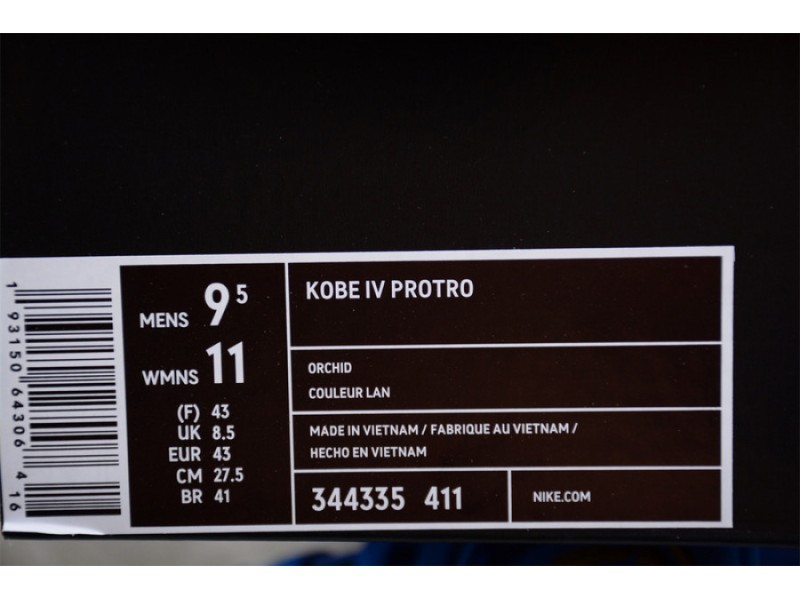 1 93150 64306 4 16
MENS 9 5
WMNS 11
(F) 43
UK 8.5
EUR 43
CM 27.5
BR 41
KOBE IV PROTRO
ORCHID
COULEUR LAN
MADE IN VIETNAM / FABRIQUE AU VIETNAM /
HECHO EN VIETNAM
344335 411
NIKE.COM